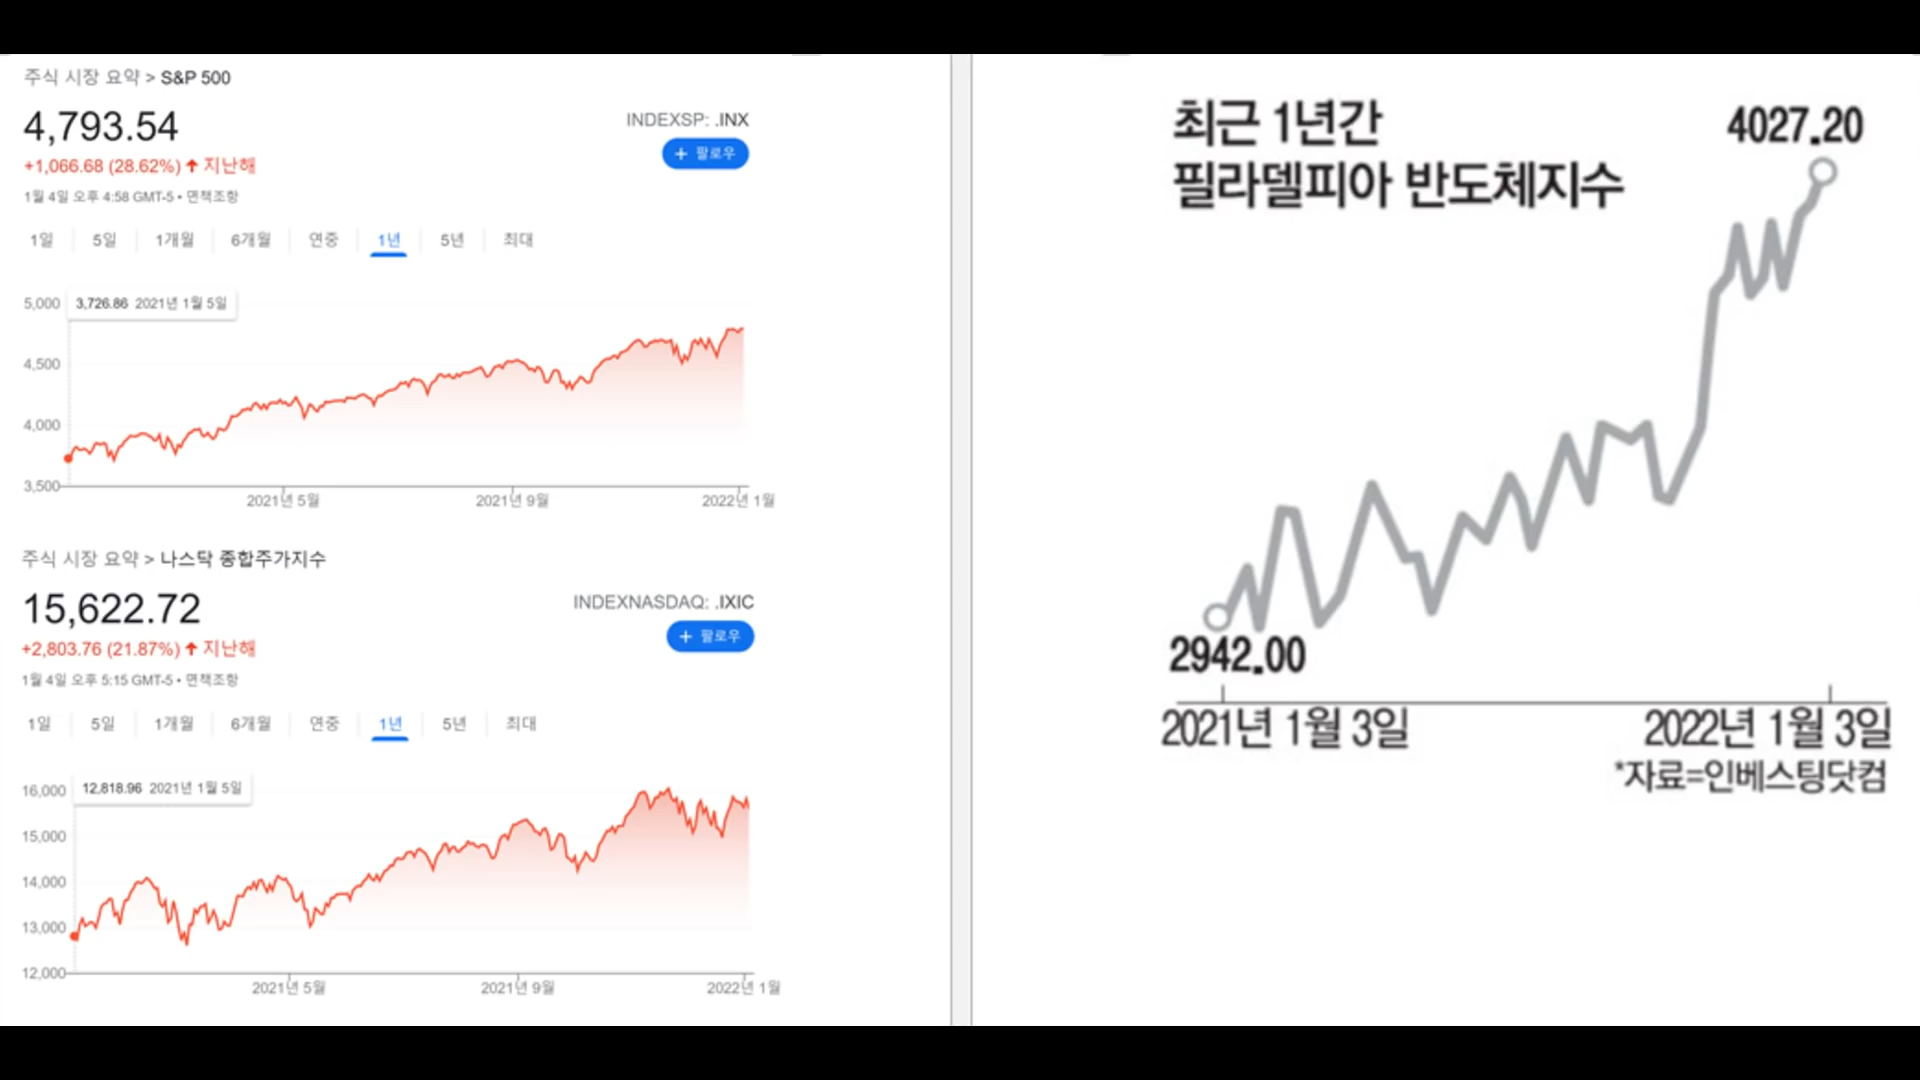 주식 시장 요약 > S&P 500
4,793.54
+1,066.68 (28.62%) ↑ 지난해
1월 4일 오후 4:58 GMT-5 • 면책조항
INDEXSP: .INX
+ 팔로우
1일 5일 1개월 6개월 연중 1년 5년 최대
3,726.86 2021년 1월 5일
5,000
4,500
4,000
3,500
2021년 5월 2021년 9월 2022년 1월
주식 시장 요약 > 나스닥 종합주가지수
15,622.72
+2,803.76 (21.87%) ↑ 지난해
1월 4일 오후 5:15 GMT-5 • 면책조항
INDEXNASDAQ: .IXIC
+ 팔로우
1일 5일 1개월 6개월 연중 1년 5년 최대
12,818.96 2021년 1월 5일
16,000
15,000
14,000
13,000
12,000
2021년 5월 2021년 9월 2022년 1월
최근 1년간
필라델피아 반도체지수
4027.20
2942.00
2021년 1월 3일 2022년 1월 3일
*자료=인베스팅닷컴